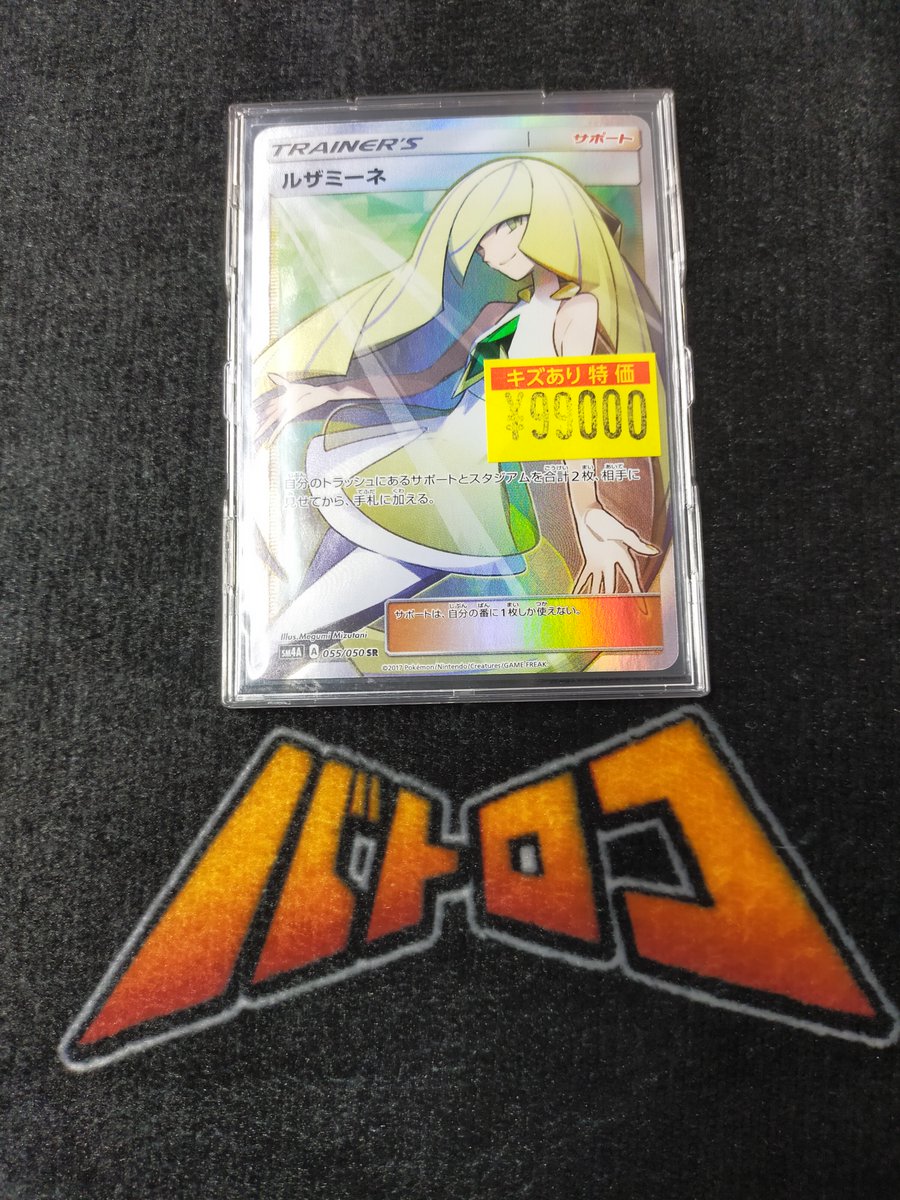 TRAINER'S
サポート
ルザミーネ
キズあり特価
¥99000
自分のトラッシュにあるサポートとスタジアムを合計2枚、相手に
見せてから、手札に加える。
サポートは、自分の番に1枚しか使えない。
Illus. Megumi Mizutani
SM4A A 055/050 SR
©2017 Pokémon/Nintendo/Creatures/GAME FREAK.
バトロコ